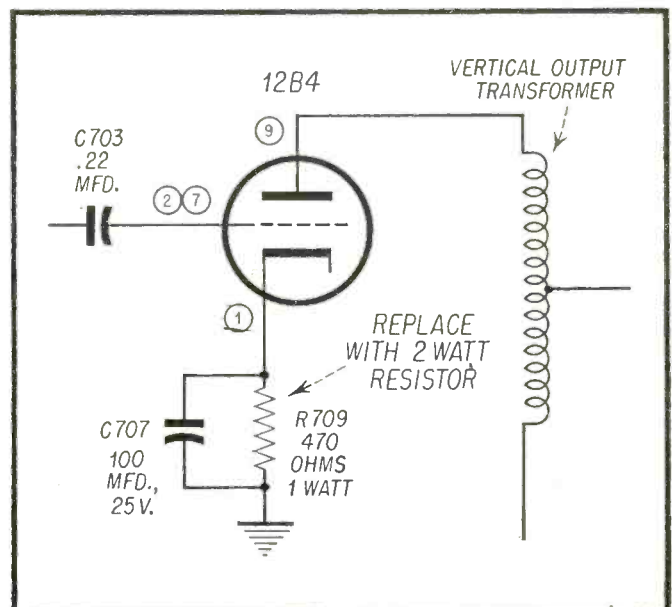 12B4
VERTICAL OUTPUT
TRANSFORMER
9
C703
.22
MFD.
2 7
1
REPLACE
WITH 2 WATT
RESISTOR
C707
100
MFD.,
25V.
R709
470
OHMS
1 WATT